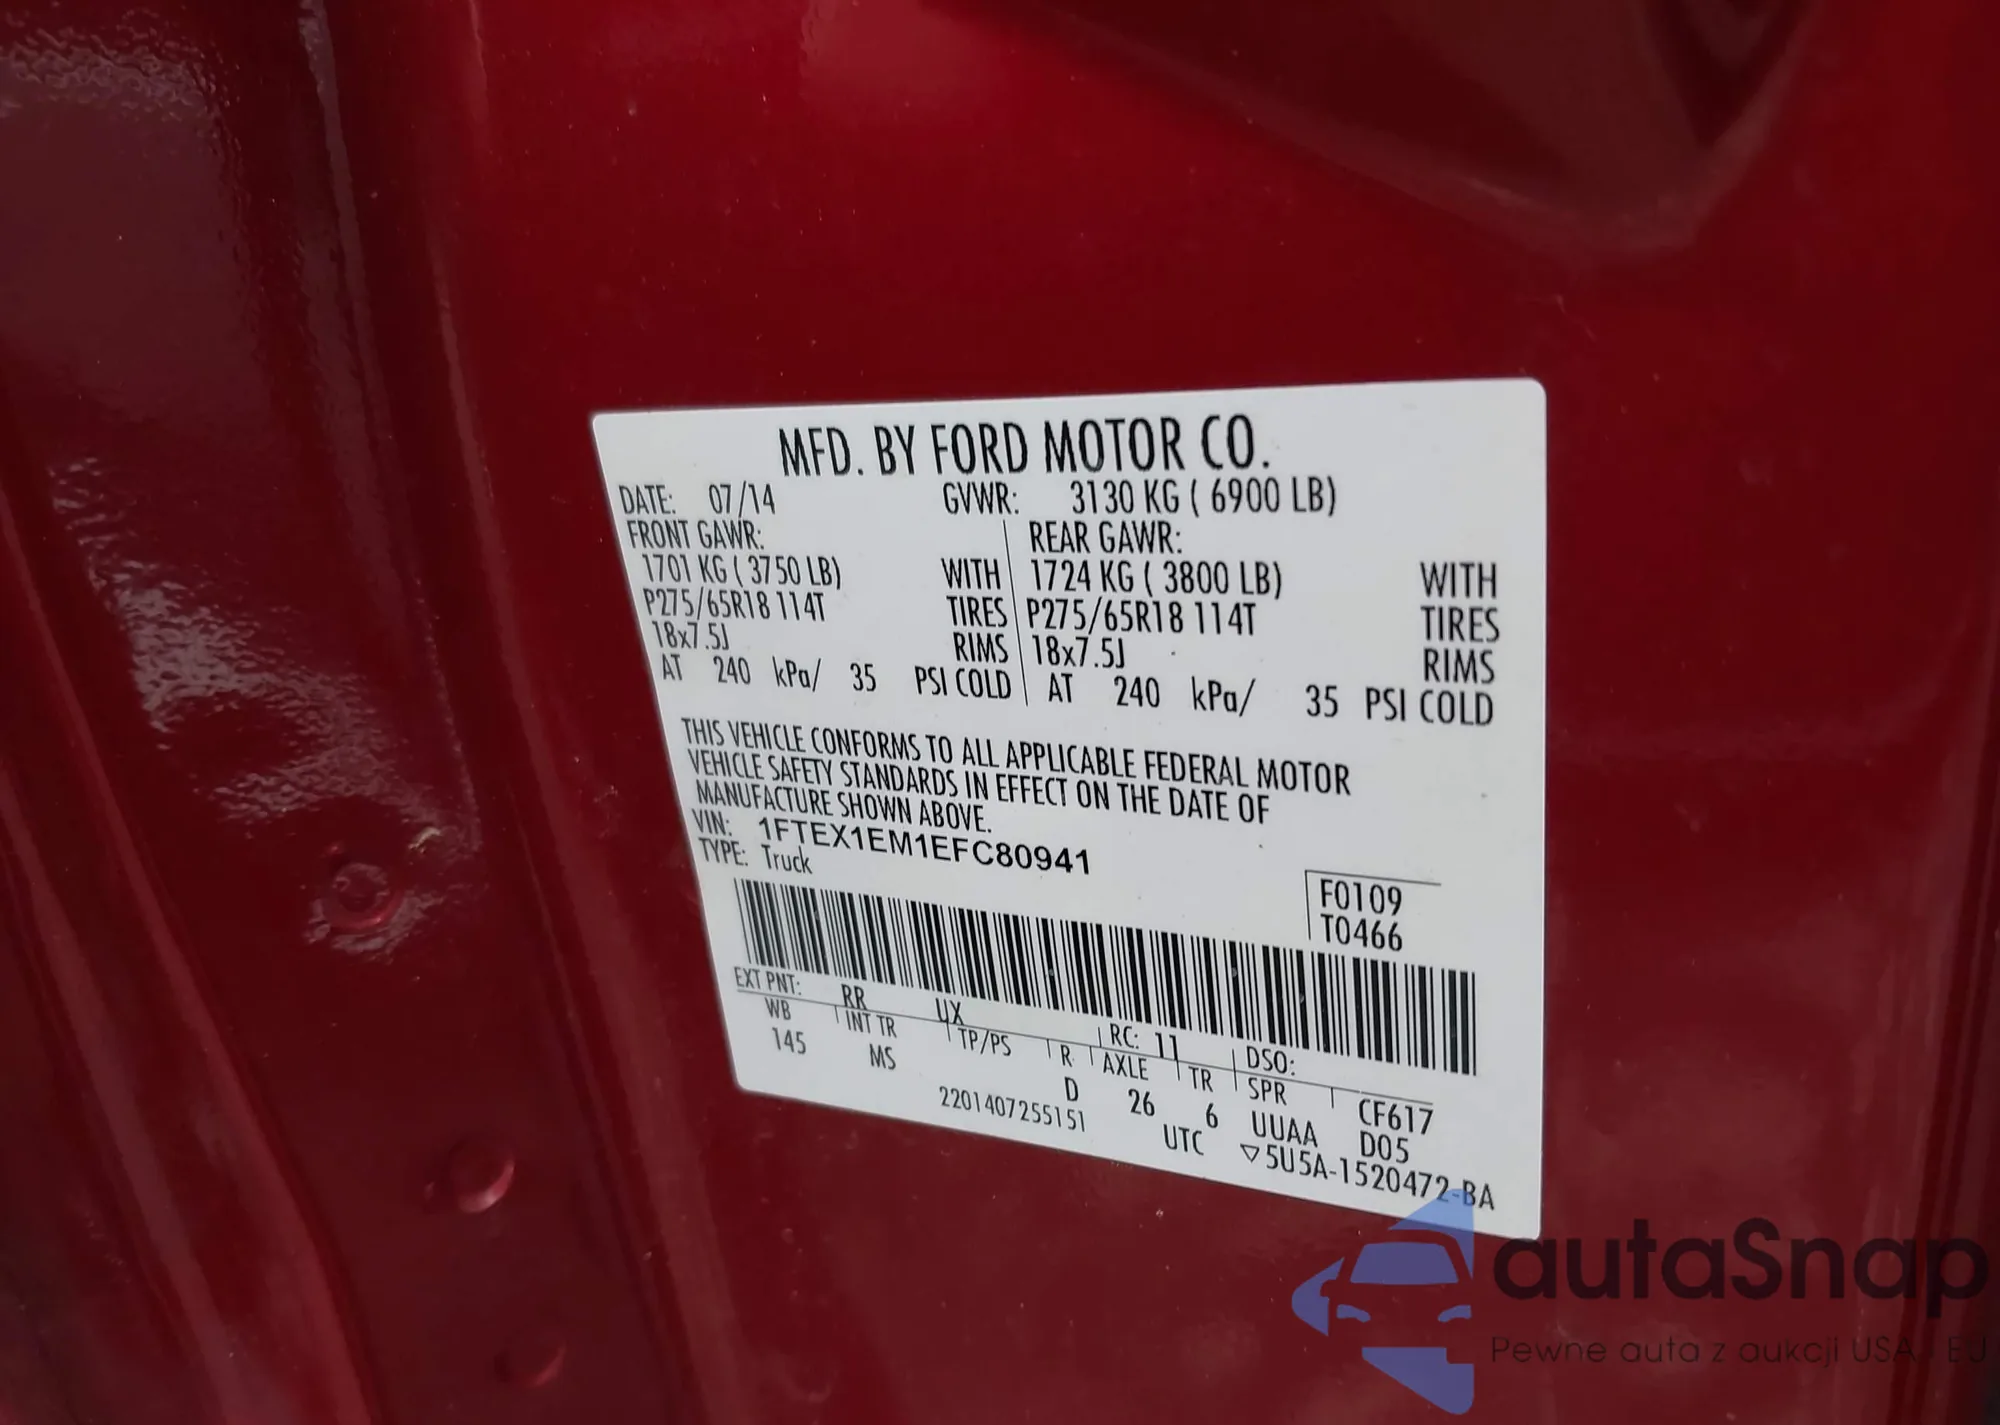 MFD. BY FORD MOTOR CO.
DATE: 07/14 GVWR: 3130 KG ( 6900 LB)
FRONT GAWR: REAR GAWR:
1701 KG ( 3750 LB) WITH 1724 KG ( 3800 LB) WITH
P275/65R18 114T TIRES P275/65R18 114T TIRES
18x7.5J RIMS 18x7.5J RIMS
AT 240 kPa/ 35 PSI COLD AT 240 kPa/ 35 PSI COLD
THIS VEHICLE CONFORMS TO ALL APPLICABLE FEDERAL MOTOR
VEHICLE SAFETY STANDARDS IN EFFECT ON THE DATE OF
MANUFACTURE SHOWN ABOVE.
VIN: 1FTEX1EM1EFC80941
TYPE: Truck
F0109
T0466
EXT PNT: RR UX RC: 11 DSO:
WB INT TR TP/PS R AXLE TR SPR CF617
145 MS D 26 6 UUAA D05
2201407255151 UTC ▽5U5A-1520472-BA
autaSnap
Pewne auta z aukcji USA, EU